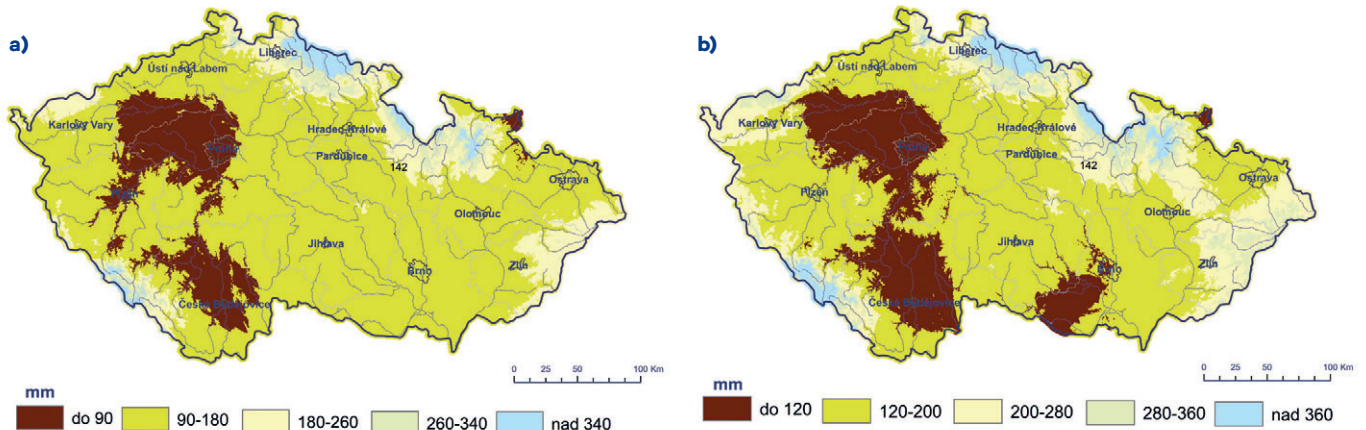 a)
Liberec
Ústí nad Labem
Karlovy Vary
Hradec Králové
Praha
Pardubice
142
Plzeň
Ostrava
Olomouc
Jihlava
Brno
Zlín
České Budějovice
0 25 50 100 Km
mm
do 90 90-180 180-260 260-340 nad 340
b)
Liberec
Ústí nad Labem
Karlovy Vary
Hradec Králové
Praha
Pardubice
142
Plzeň
Ostrava
Olomouc
Jihlava
Brno
Zlín
České Budějovice
0 25 50 100 Km
mm
do 120 120-200 200-280 280-360 nad 360